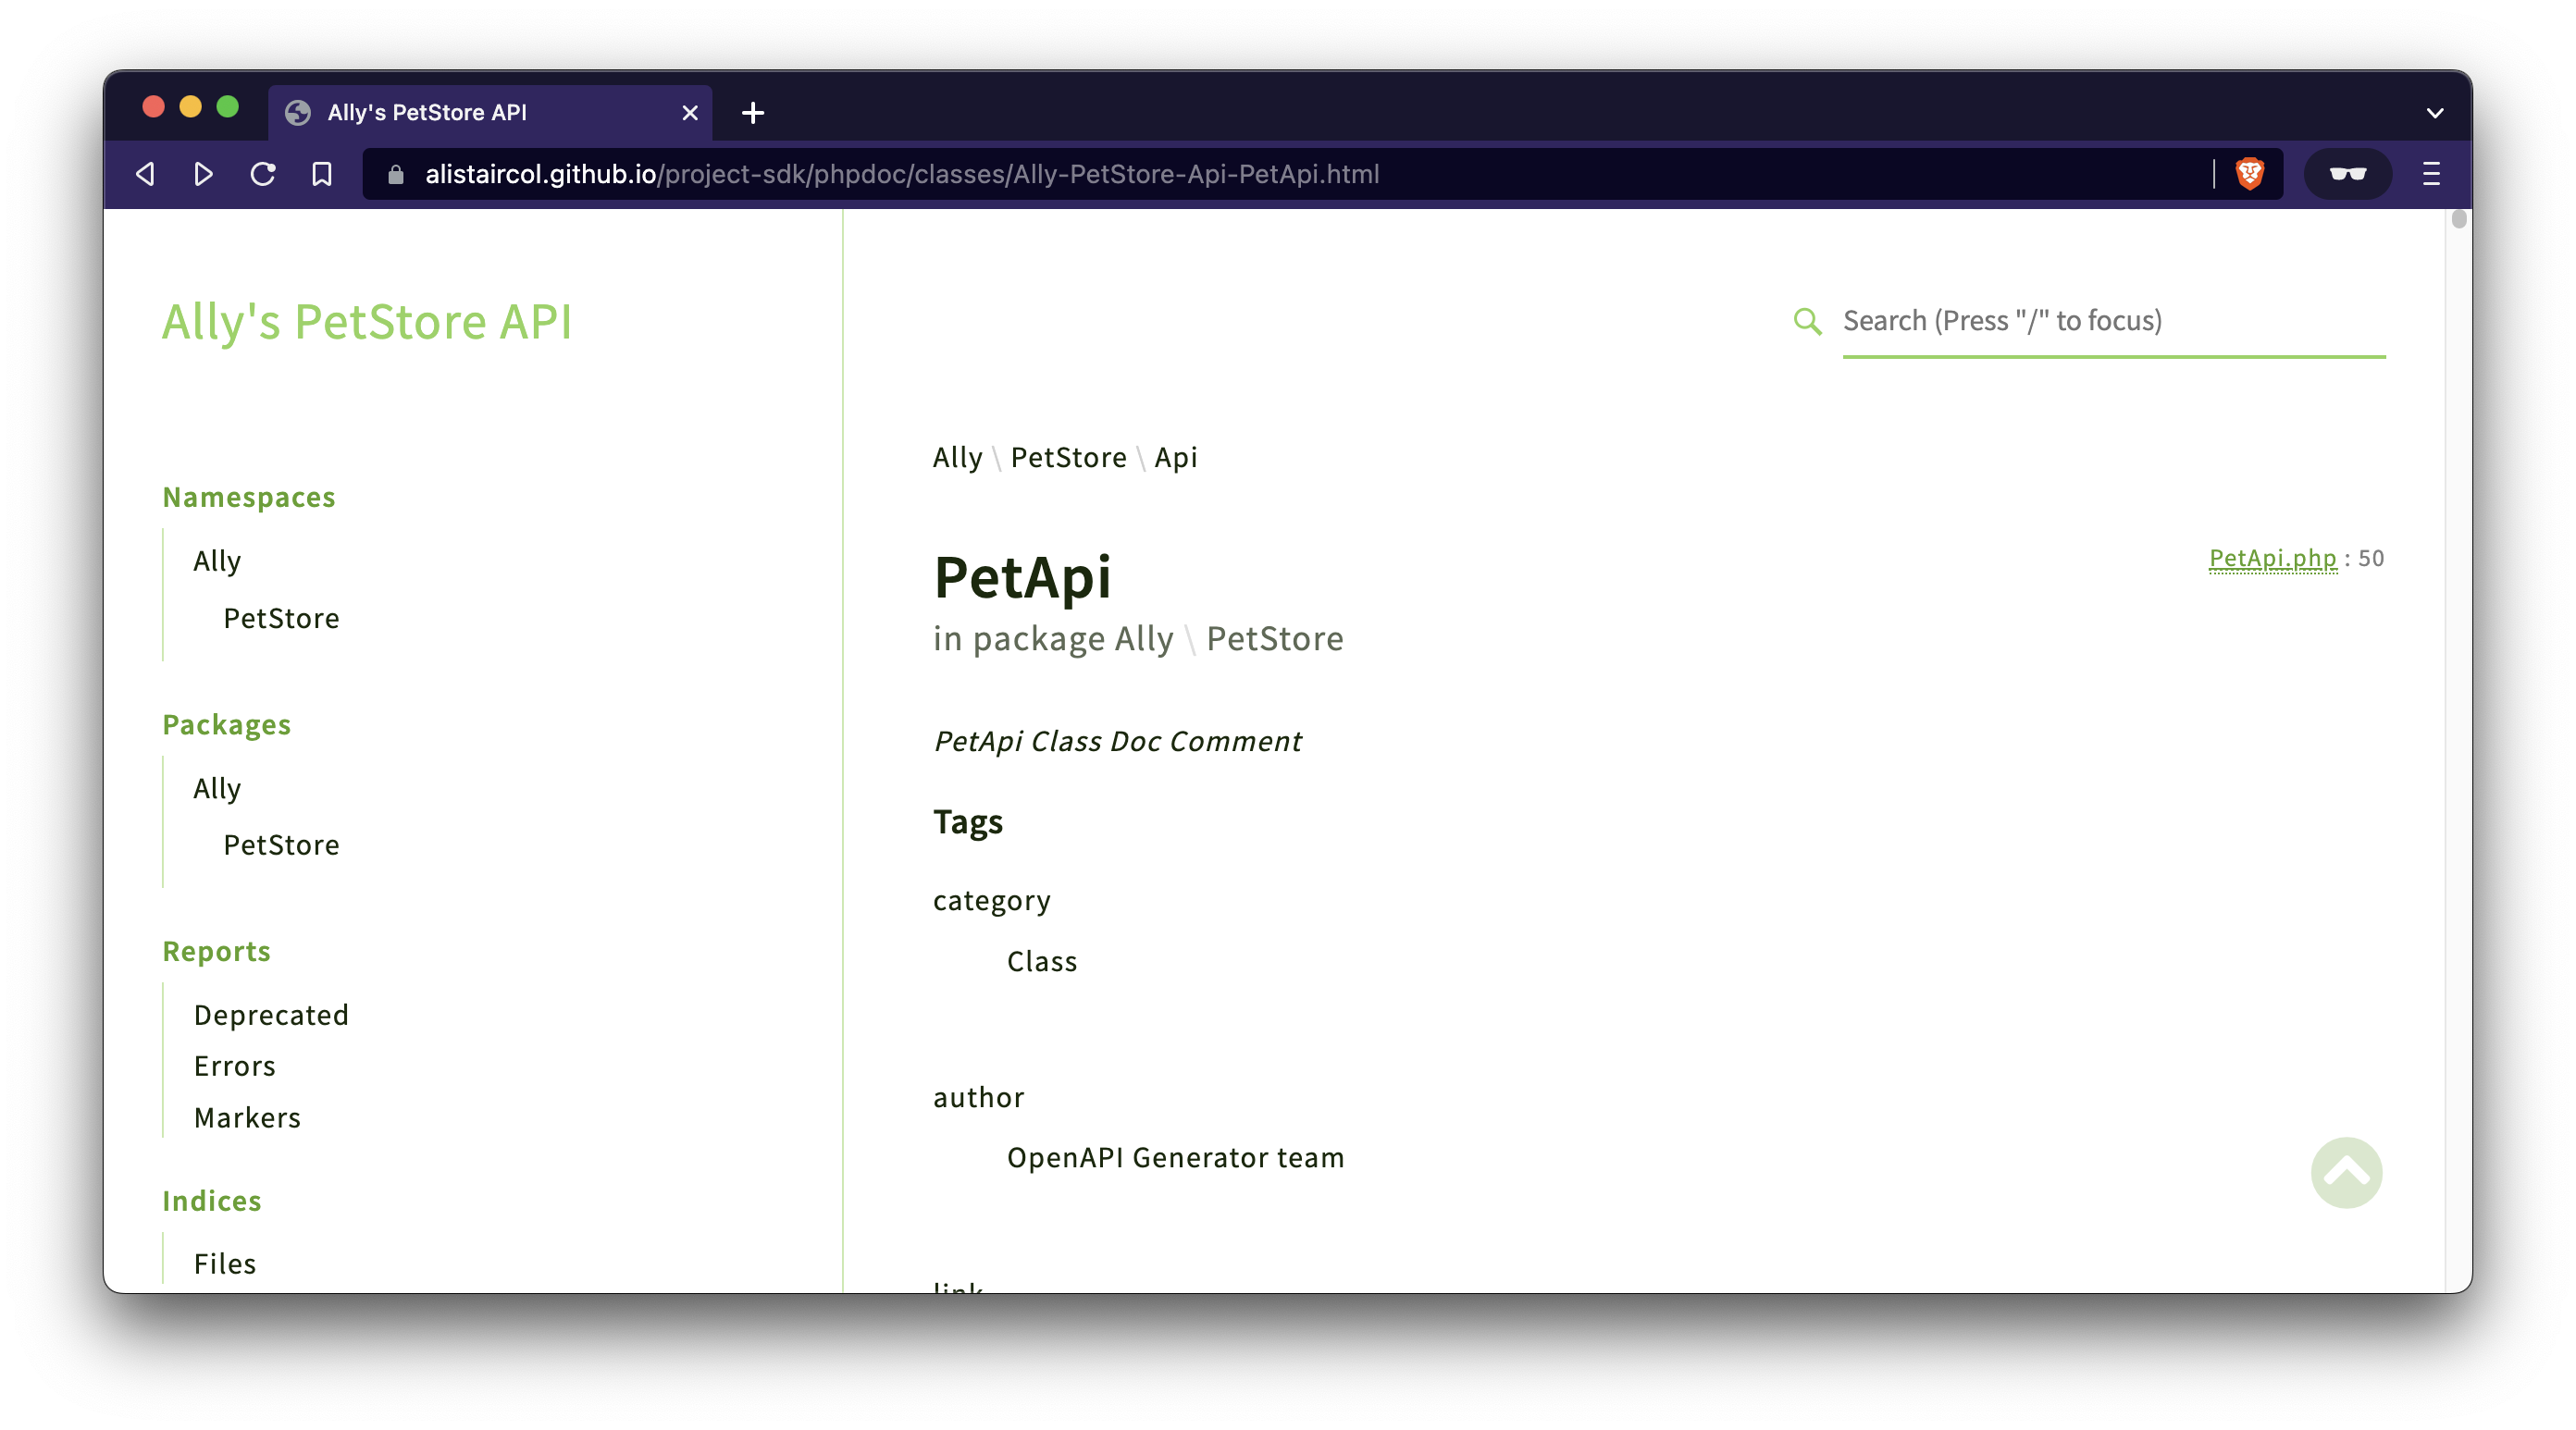 Ally's PetStore API
alistaircol.github.io/project-sdk/phpdoc/classes/Ally-PetStore-Api-PetApi.html
Ally's PetStore API
Search (Press "/" to focus)
Namespaces
Ally
PetStore
Packages
Ally
PetStore
Reports
Deprecated
Errors
Markers
Indices
Files
Ally \ PetStore \ Api
PetApi
PetApi.php : 50
in package Ally \ PetStore
PetApi Class Doc Comment
Tags
category
Class
author
OpenAPI Generator team
link